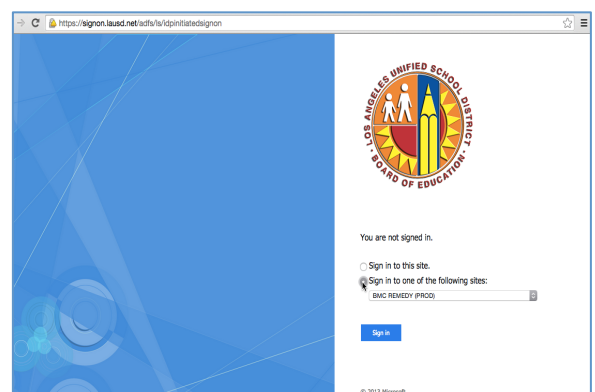 https://signon.lausd.net/adfs/ls/idpinitiatedsignon
LOS ANGELES UNIFIED SCHOOL DISTRICT
BOARD OF EDUCATION
You are not signed in.
Sign in to this site.
Sign in to one of the following sites:
BMC REMEDY (PROD)
Sign in
© 2013 Microsoft